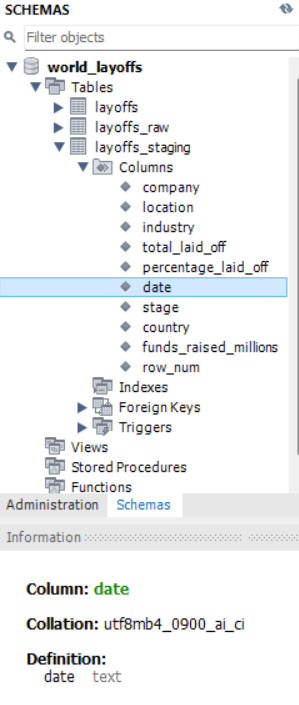 SCHEMAS
Filter objects
world_layoffs
Tables
layoffs
layoffs_raw
layoffs_staging
Columns
company
location
industry
total_laid_off
percentage_laid_off
date
stage
country
funds_raised_millions
row_num
Indexes
Foreign Keys
Triggers
Views
Stored Procedures
Functions
Administration Schemas
Information
Column: date
Collation: utf8mb4_0900_ai_ci
Definition:
date text